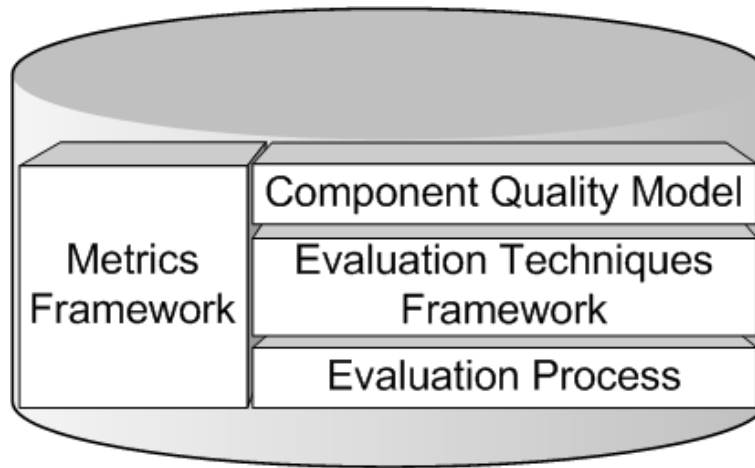 Metrics
Framework
Component Quality Model
Evaluation Techniques
Framework
Evaluation Process